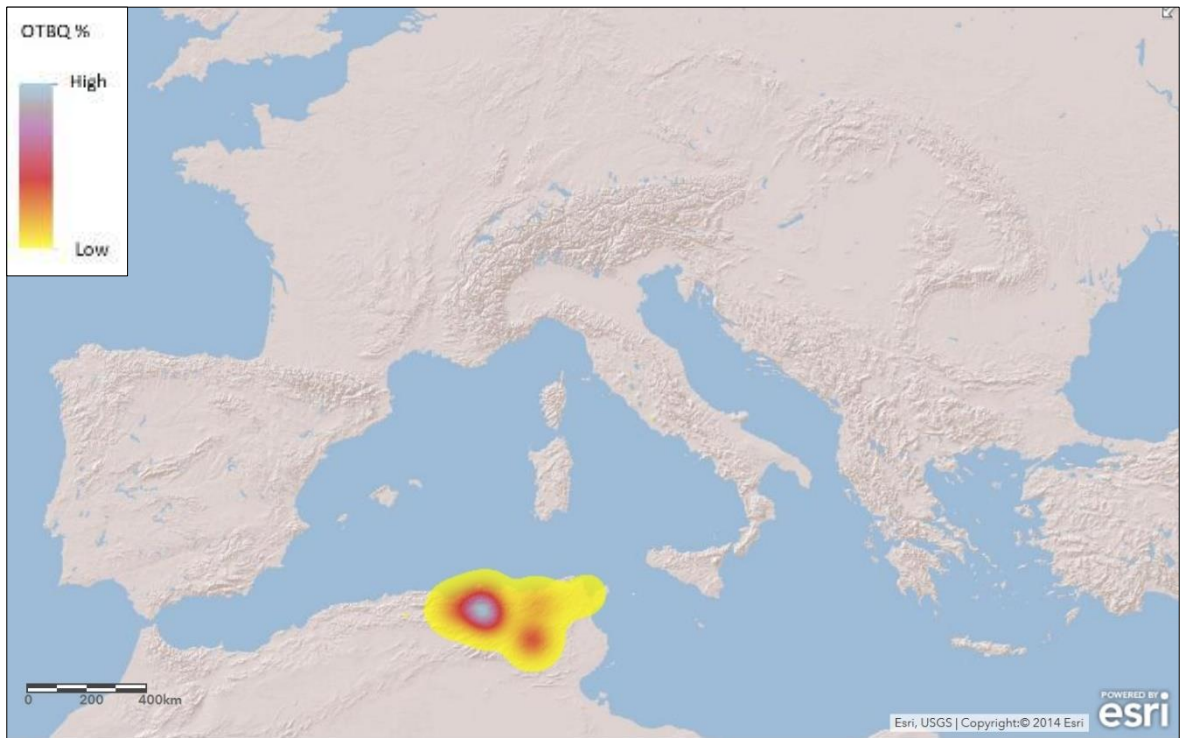 OTBQ %
High
Low
0 200 400km
Esri, USGS | Copyright:© 2014 Esri
POWERED BY
esri